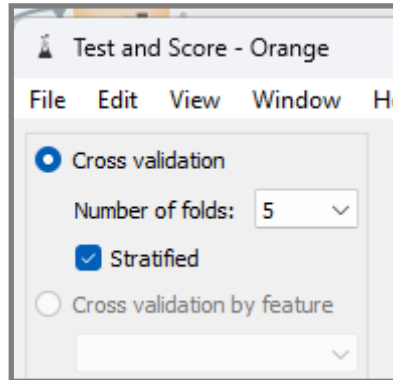 Test and Score - Orange
File Edit View Window
Cross validation
Number of folds: 5
Stratified
Cross validation by feature